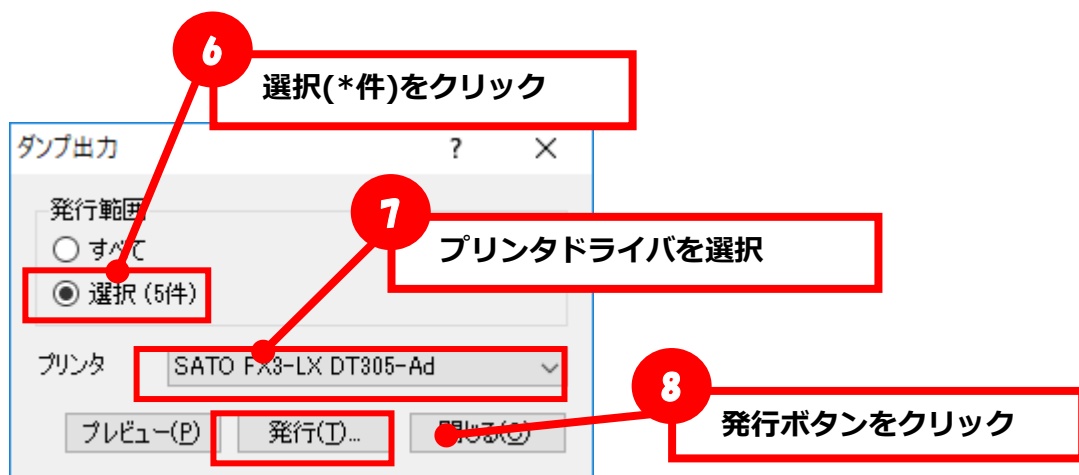 6
選択(*件)をクリック
ダンプ出力 ? ×
発行範囲
7
すべて
プリンタドライバを選択
選択 (5件)
プリンタ SATO FX3-LX DT305-Ad
8
プレビュー(P) 発行(T)... 閉じる(C)
発行ボタンをクリック